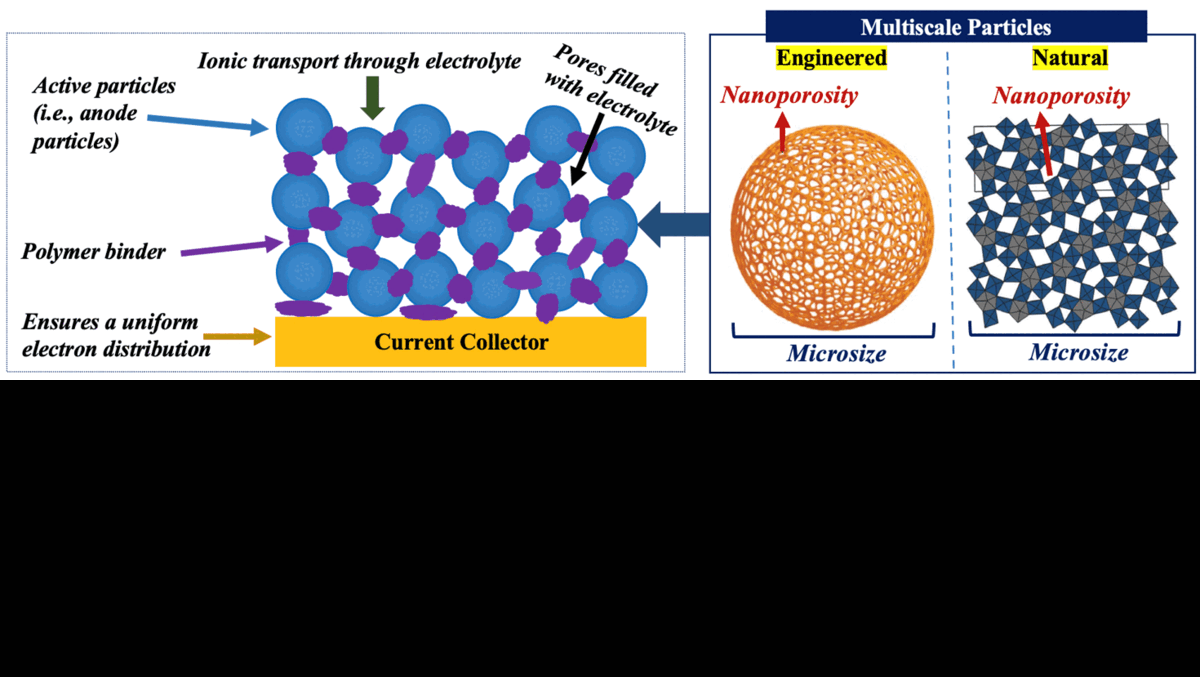 Ionic transport through electrolyte
Pores filled
with electrolyte
Active particles
(i.e., anode
particles)
Polymer binder
Ensures a uniform
electron distribution
Current Collector
Multiscale Particles
Engineered
Nanoporosity
Microsize
Natural
Nanoporosity
Microsize